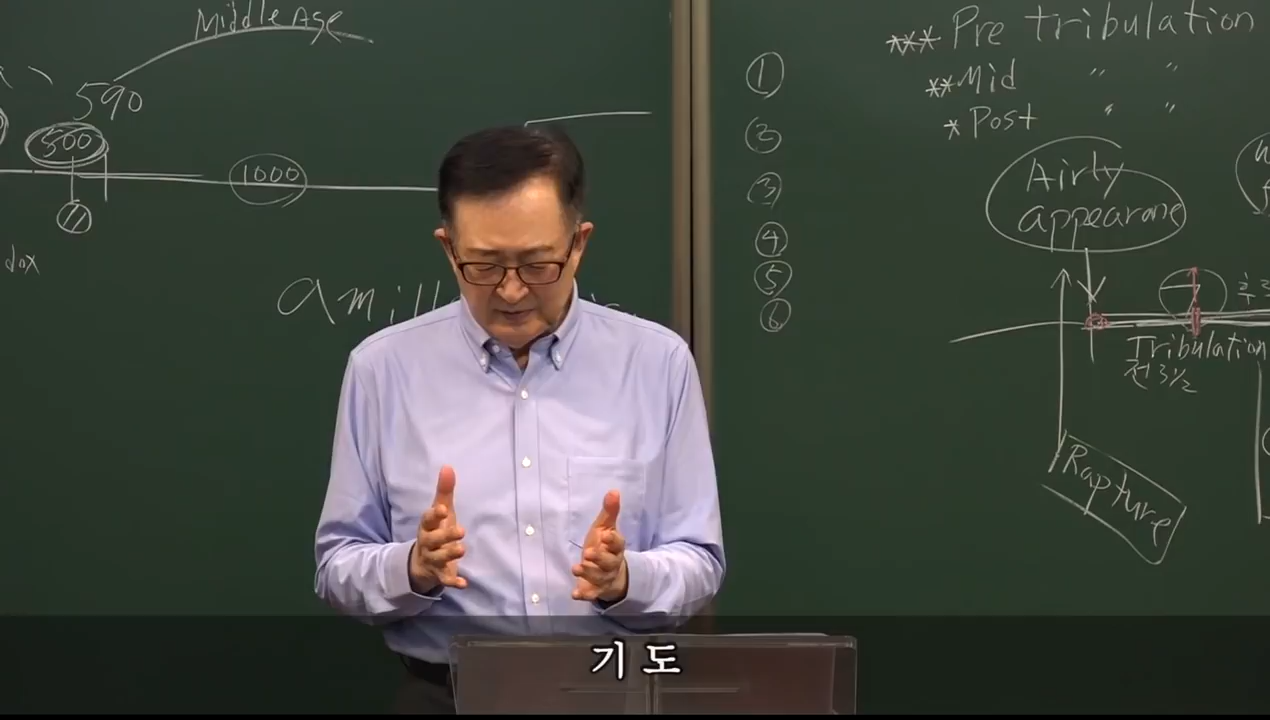 Middle Age
590
500
1000
dox
amill
①
②
③
④
⑤
⑥
*** Pre tribulation
** Mid " "
* Post " "
Airly
appearane
Tribulation
전 3½
Rapture
기도